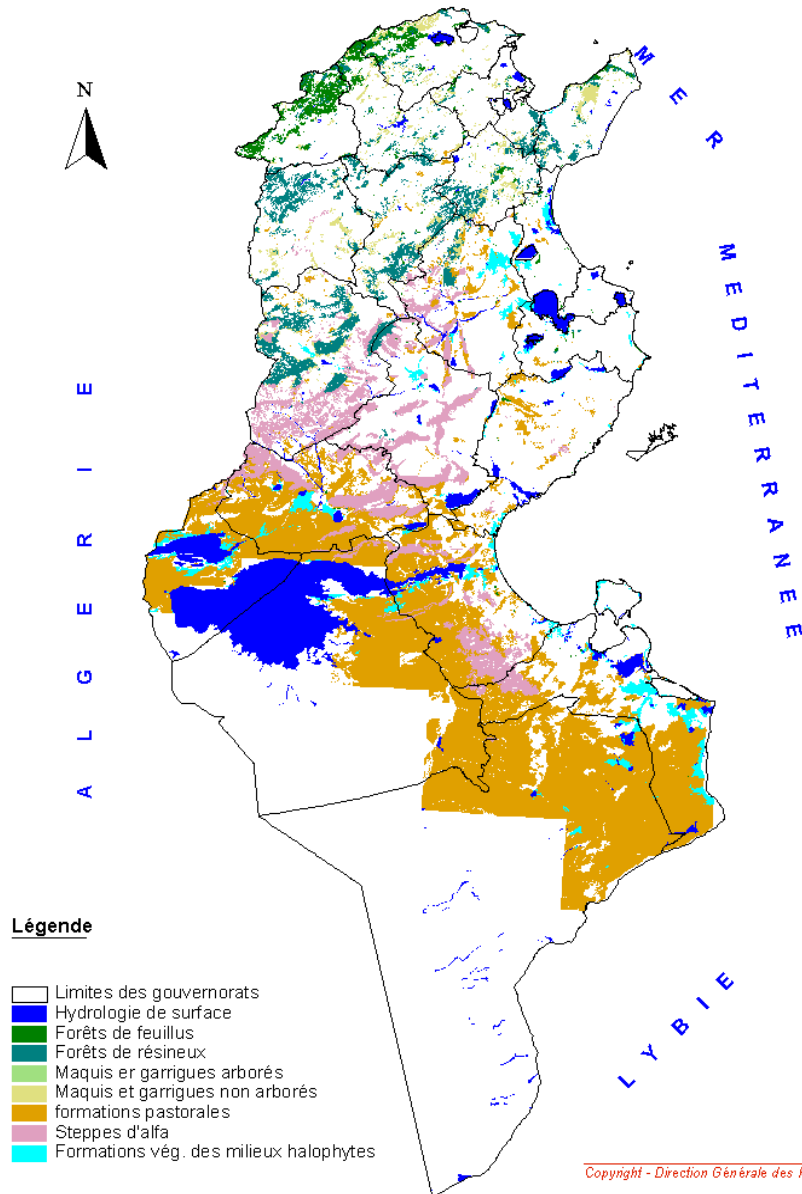 N
MER MEDITERRANEE
ALGERIE
LYBIE
Légende
Limites des gouvernorats
Hydrologie de surface
Forêts de feuillus
Forêts de résineux
Maquis er garrigues arborés
Maquis et garrigues non arborés
formations pastorales
Steppes d'alfa
Formations vég. des milieux halophytes
Copyright - Direction Générale des